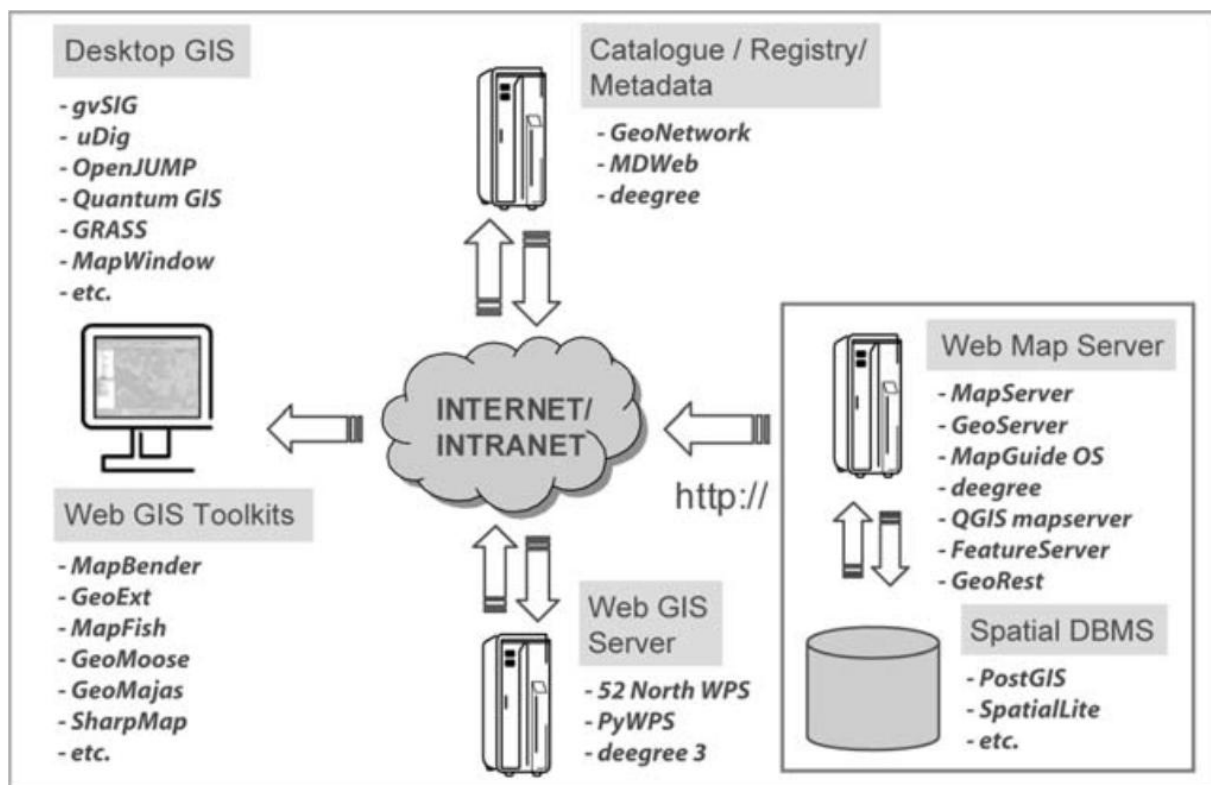 Desktop GIS
- gvSIG
- uDig
- OpenJUMP
- Quantum GIS
- GRASS
- MapWindow
- etc.
Catalogue / Registry/
Metadata
- GeoNetwork
- MDWeb
- deegree
INTERNET/
INTRANET
http://
Web Map Server
- MapServer
- GeoServer
- MapGuide OS
- deegree
- QGIS mapserver
- FeatureServer
- GeoRest
Spatial DBMS
- PostGIS
- SpatialLite
- etc.
Web GIS Toolkits
- MapBender
- GeoExt
- MapFish
- GeoMoose
- GeoMajas
- SharpMap
- etc.
Web GIS
Server
- 52 North WPS
- PyWPS
- deegree 3